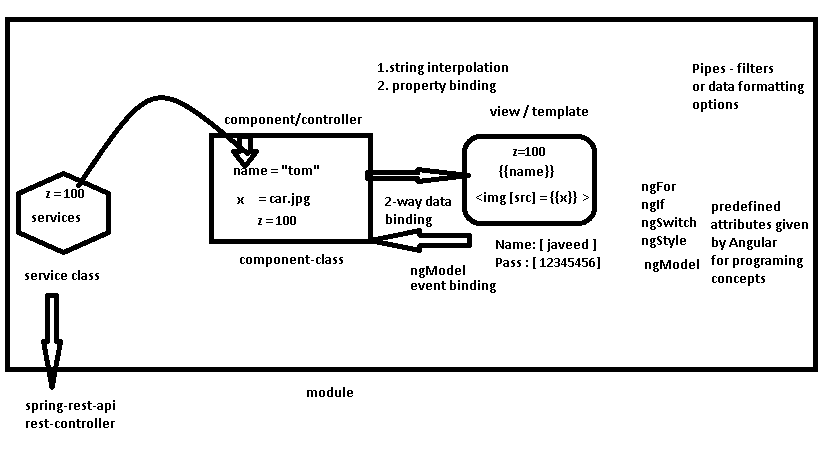 1.string interpolation
2. property binding
Pipes - filters
or data formatting
options
component/controller
view / template
name = "tom"
x = car.jpg
z = 100
z=100
{{name}}
<img [src] = {{x}} >
z = 100
services
service class
2-way data
binding
component-class
ngModel
event binding
Name: [ javeed ]
Pass : [ 12345456]
ngFor
ngIf
ngSwitch
ngStyle
ngModel
predefined
attributes given
by Angular
for programing
concepts
spring-rest-api
rest-controller
module